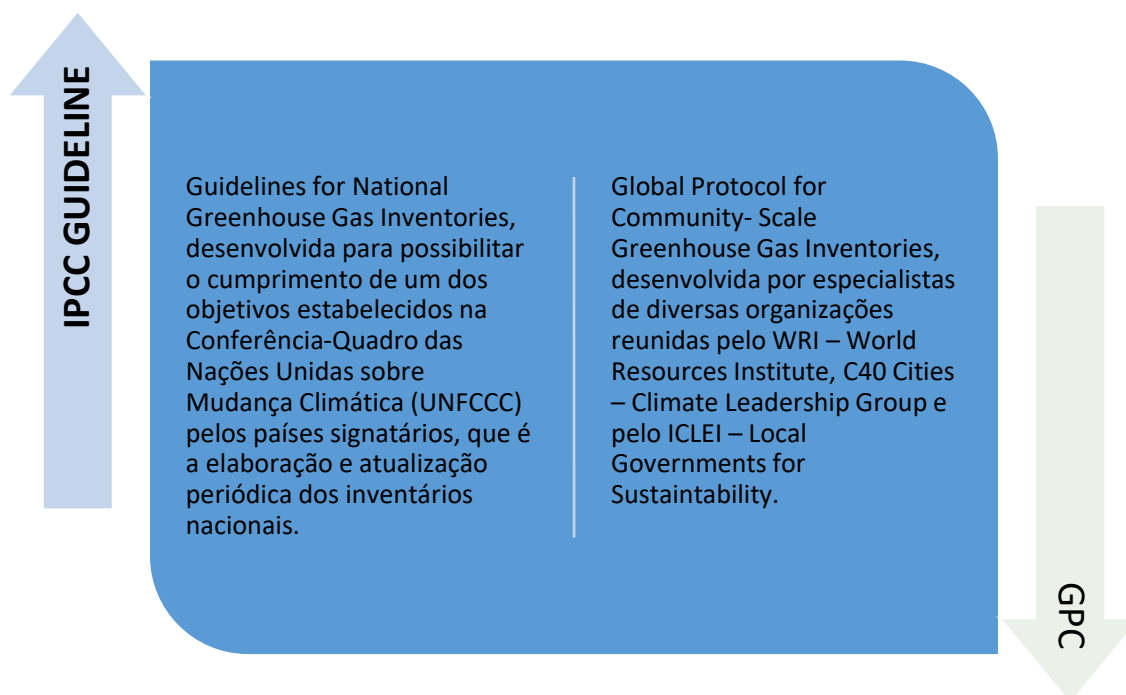 IPCC GUIDELINE
Guidelines for National
Greenhouse Gas Inventories,
desenvolvida para possibilitar
o cumprimento de um dos
objetivos estabelecidos na
Conferência-Quadro das
Nações Unidas sobre
Mudança Climática (UNFCCC)
pelos países signatários, que é
a elaboração e atualização
periódica dos inventários
nacionais.
Global Protocol for
Community- Scale
Greenhouse Gas Inventories,
desenvolvida por especialistas
de diversas organizações
reunidas pelo WRI – World
Resources Institute, C40 Cities
– Climate Leadership Group e
pelo ICLEI – Local
Governments for
Sustaintability.
GPC